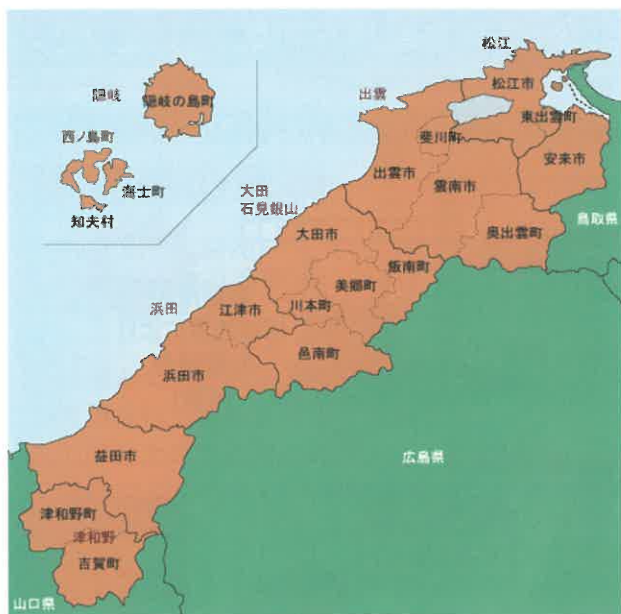 松江
隠岐
隠岐の島町
西ノ島町
海士町
知夫村
出雲
松江市
東出雲町
斐川町
安来市
出雲市
雲南市
大田
石見銀山
鳥取県
奥出雲町
大田市
飯南町
美郷町
浜田
江津市
川本町
邑南町
浜田市
益田市
広島県
津和野町
津和野
吉賀町
山口県